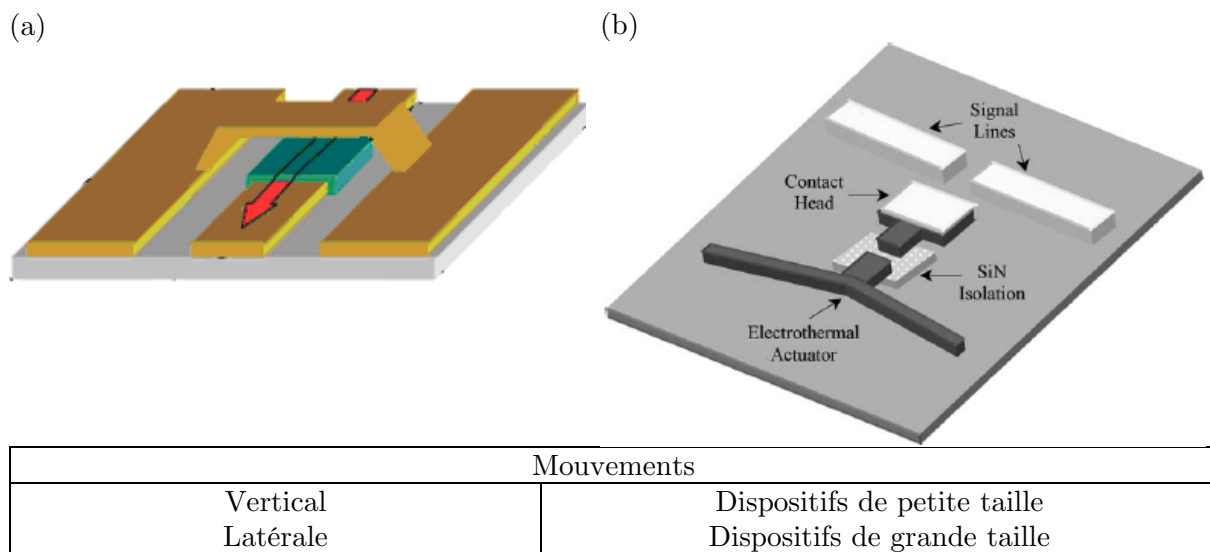 (a)
(b)
Signal
Lines
Contact
Head
SiN
Isolation
Electrothermal
Actuator
Mouvements
Vertical Dispositifs de petite taille
Latérale Dispositifs de grande taille